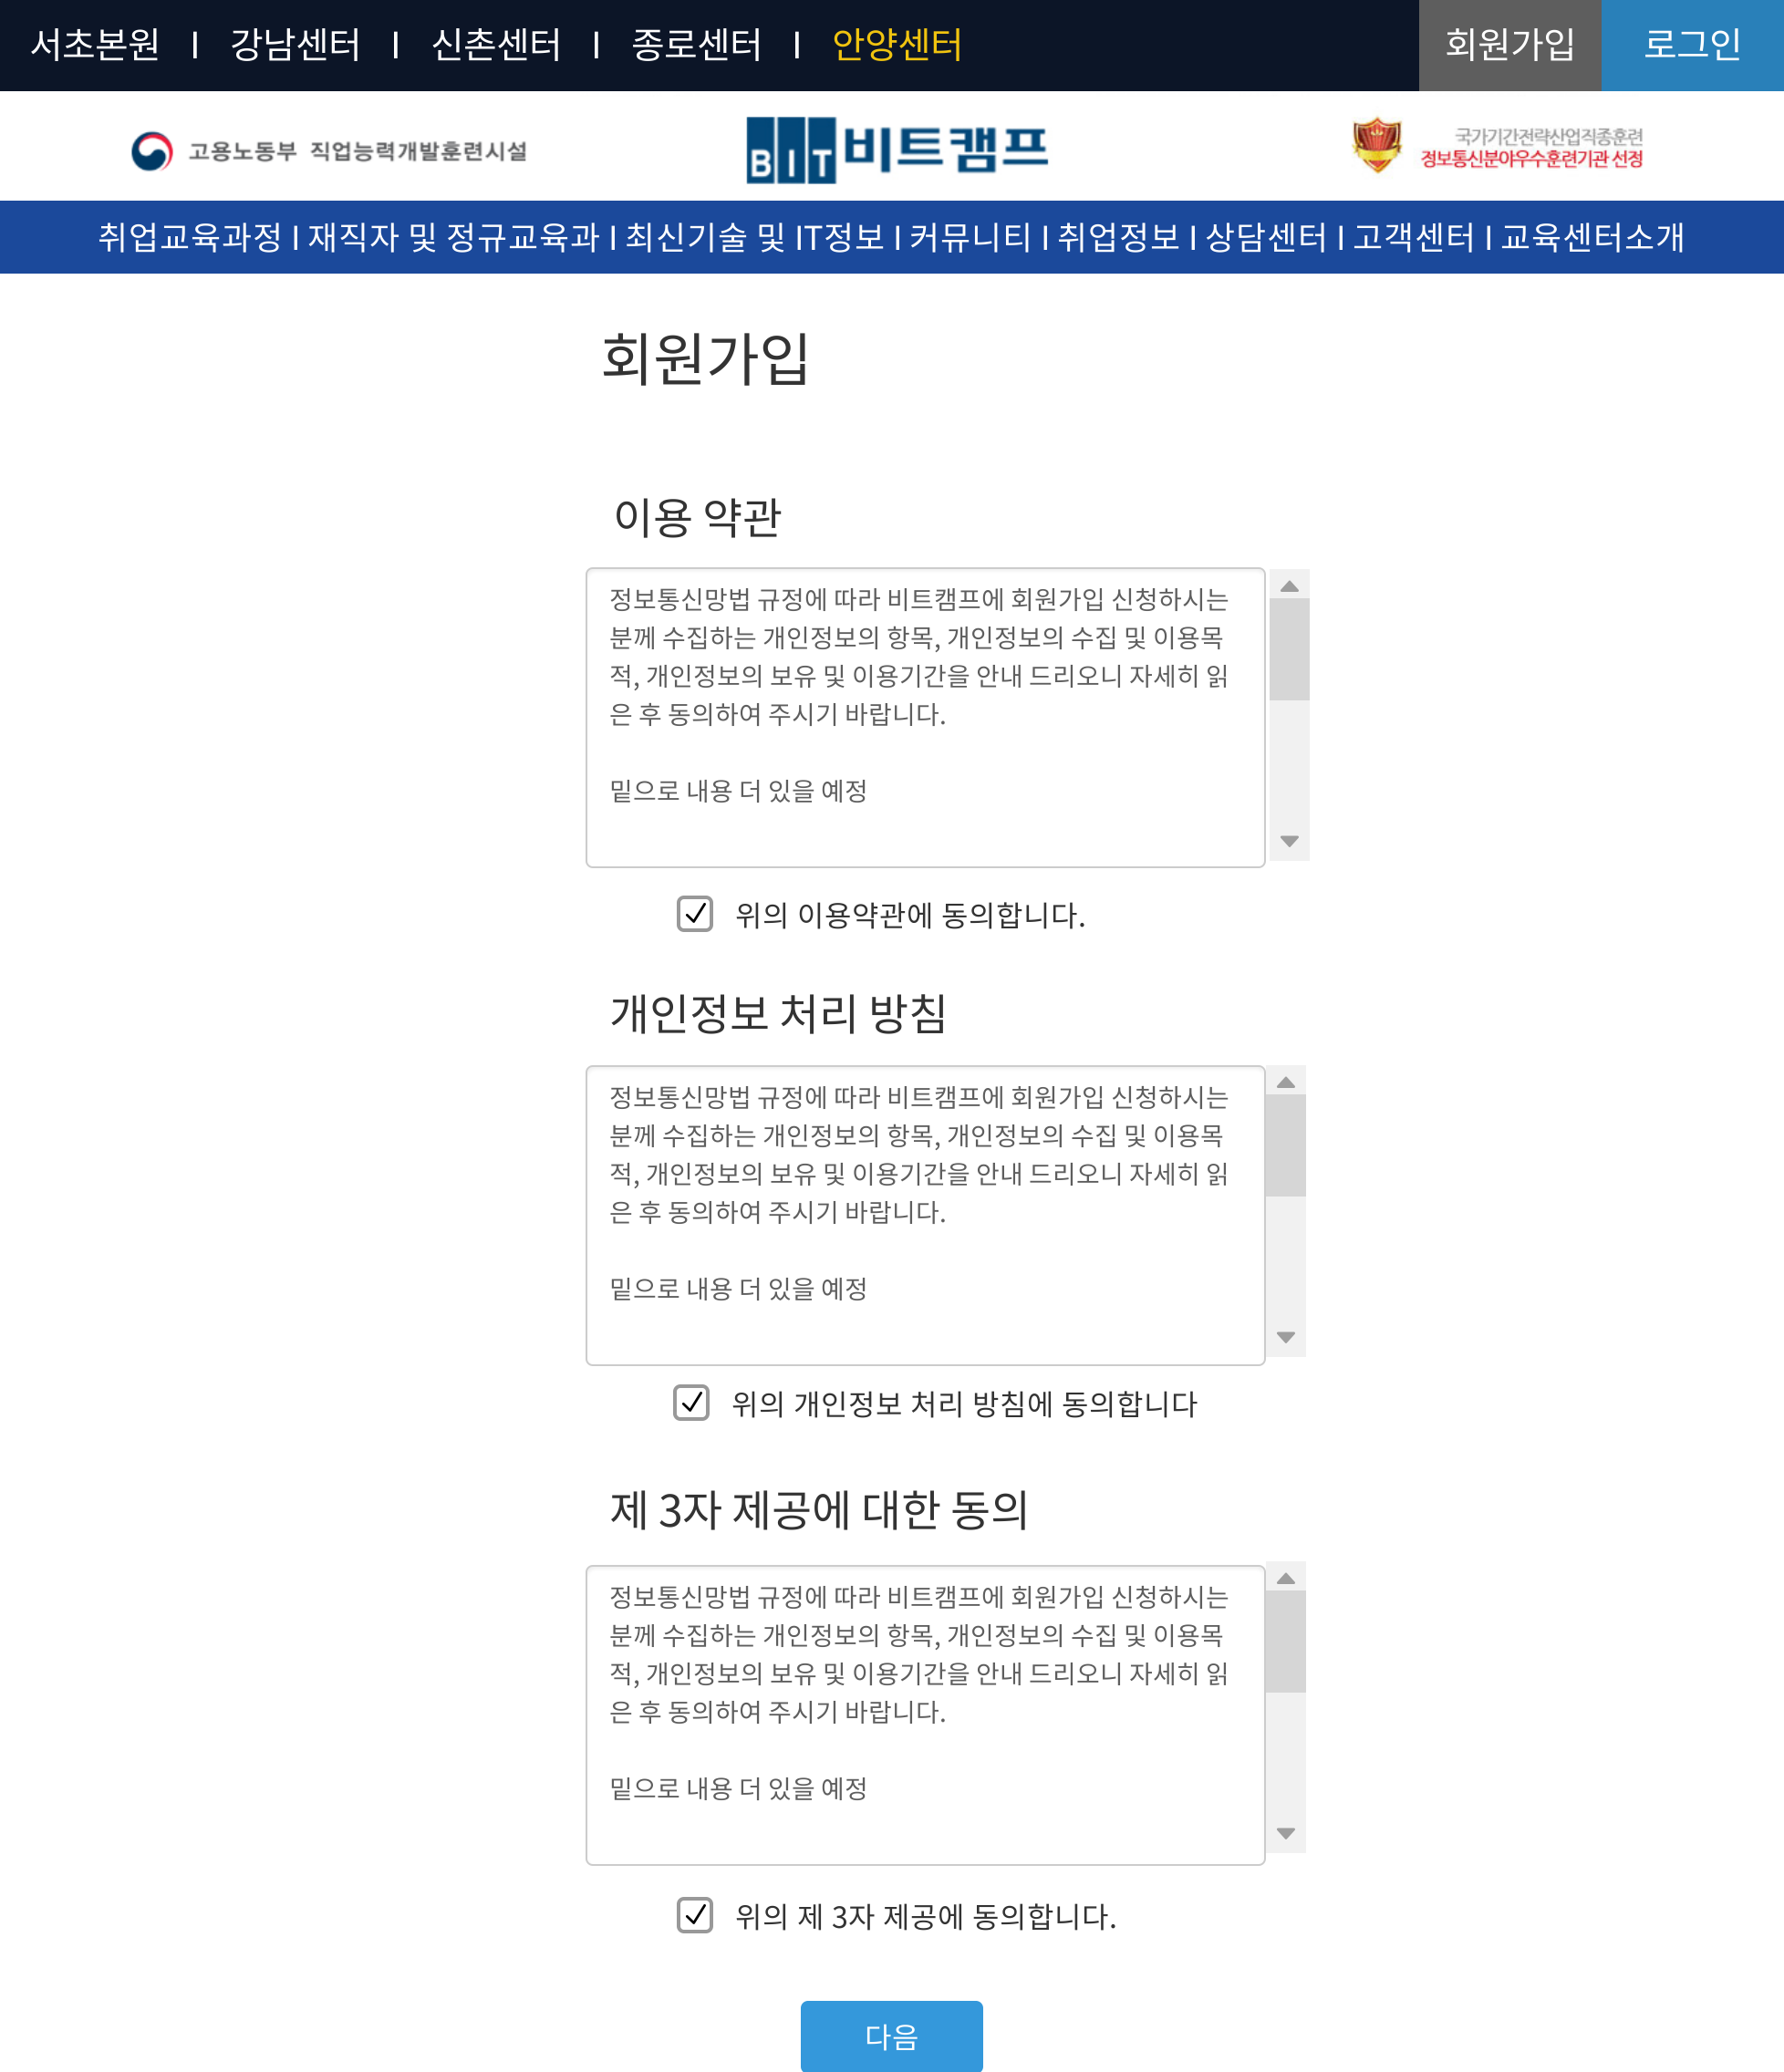 서초본원 | 강남센터 | 신촌센터 | 종로센터 | 안양센터 회원가입 로그인
고용노동부 직업능력개발훈련시설 BIT 비트캠프 국가기간전략산업직종훈련
정보통신분야우수훈련기관 선정
취업교육과정 | 재직자 및 정규교육과 | 최신기술 및 IT정보 | 커뮤니티 | 취업정보 | 상담센터 | 고객센터 | 교육센터소개
회원가입
이용 약관
정보통신망법 규정에 따라 비트캠프에 회원가입 신청하시는
분께 수집하는 개인정보의 항목, 개인정보의 수집 및 이용목
적, 개인정보의 보유 및 이용기간을 안내 드리오니 자세히 읽
은 후 동의하여 주시기 바랍니다.
밑으로 내용 더 있을 예정
위의 이용약관에 동의합니다.
개인정보 처리 방침
정보통신망법 규정에 따라 비트캠프에 회원가입 신청하시는
분께 수집하는 개인정보의 항목, 개인정보의 수집 및 이용목
적, 개인정보의 보유 및 이용기간을 안내 드리오니 자세히 읽
은 후 동의하여 주시기 바랍니다.
밑으로 내용 더 있을 예정
위의 개인정보 처리 방침에 동의합니다
제 3자 제공에 대한 동의
정보통신망법 규정에 따라 비트캠프에 회원가입 신청하시는
분께 수집하는 개인정보의 항목, 개인정보의 수집 및 이용목
적, 개인정보의 보유 및 이용기간을 안내 드리오니 자세히 읽
은 후 동의하여 주시기 바랍니다.
밑으로 내용 더 있을 예정
위의 제 3자 제공에 동의합니다.
다음